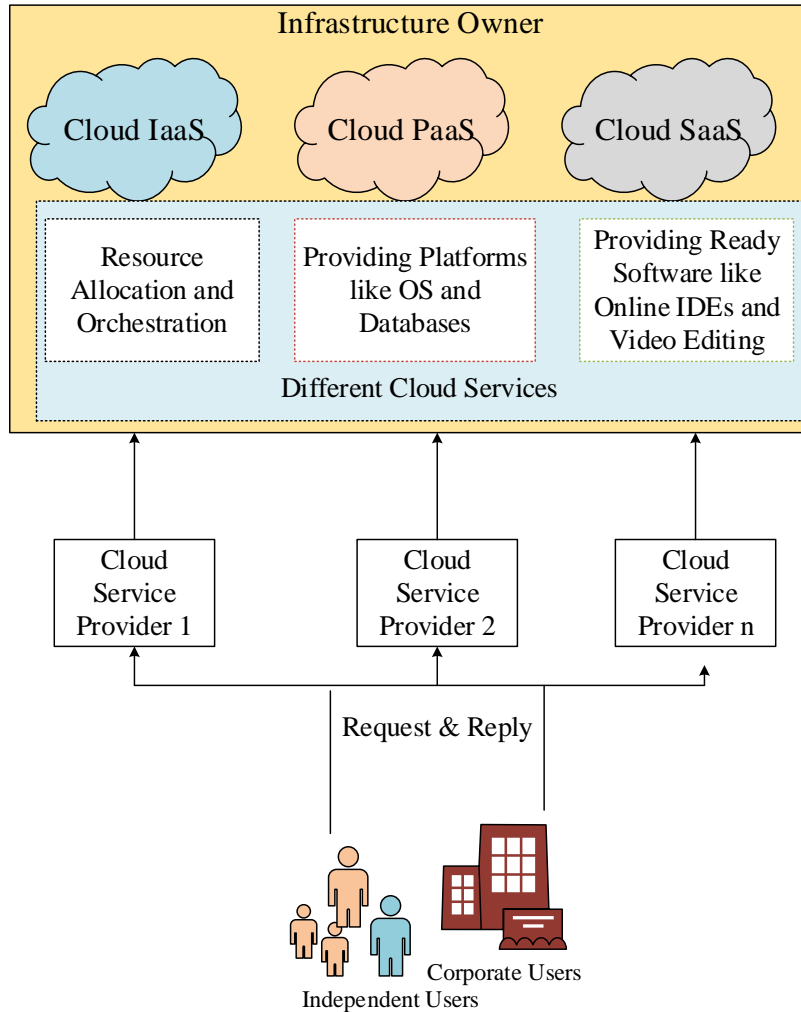 Infrastructure Owner
Cloud IaaS
Cloud PaaS
Cloud SaaS
Resource
Allocation and
Orchestration
Providing Platforms
like OS and
Databases
Providing Ready
Software like
Online IDEs and
Video Editing
Different Cloud Services
Cloud
Service
Provider 1
Cloud
Service
Provider 2
Cloud
Service
Provider n
Request & Reply
Corporate Users
Independent Users